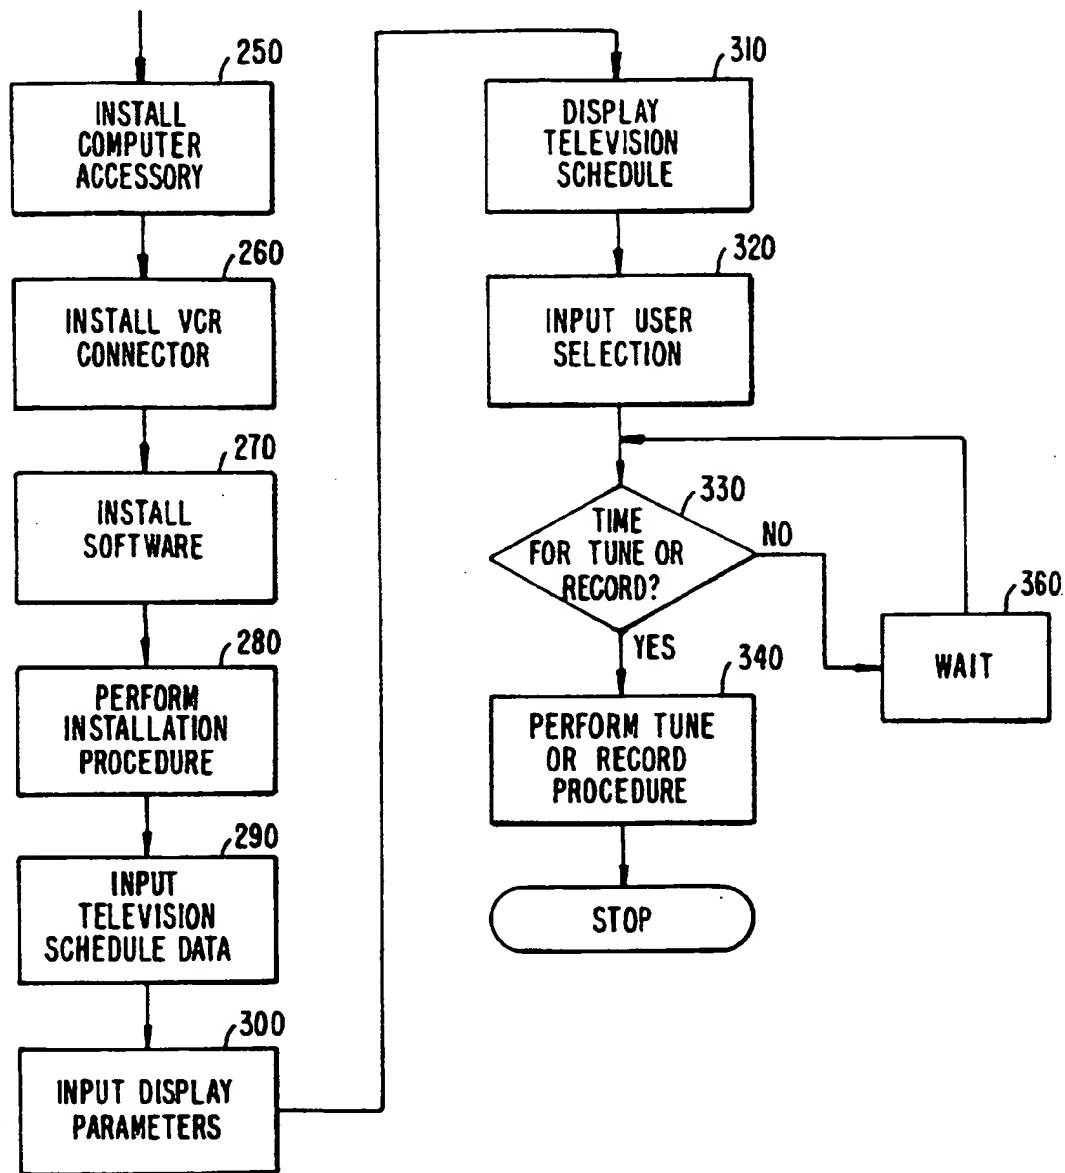 250
INSTALL
COMPUTER
ACCESSORY
260
INSTALL VCR
CONNECTOR
270
INSTALL
SOFTWARE
280
PERFORM
INSTALLATION
PROCEDURE
290
INPUT
TELEVISION
SCHEDULE DATA
300
INPUT DISPLAY
PARAMETERS
310
DISPLAY
TELEVISION
SCHEDULE
320
INPUT USER
SELECTION
330
TIME
FOR TUNE OR
RECORD?
NO
YES
360
WAIT
340
PERFORM TUNE
OR RECORD
PROCEDURE
STOP